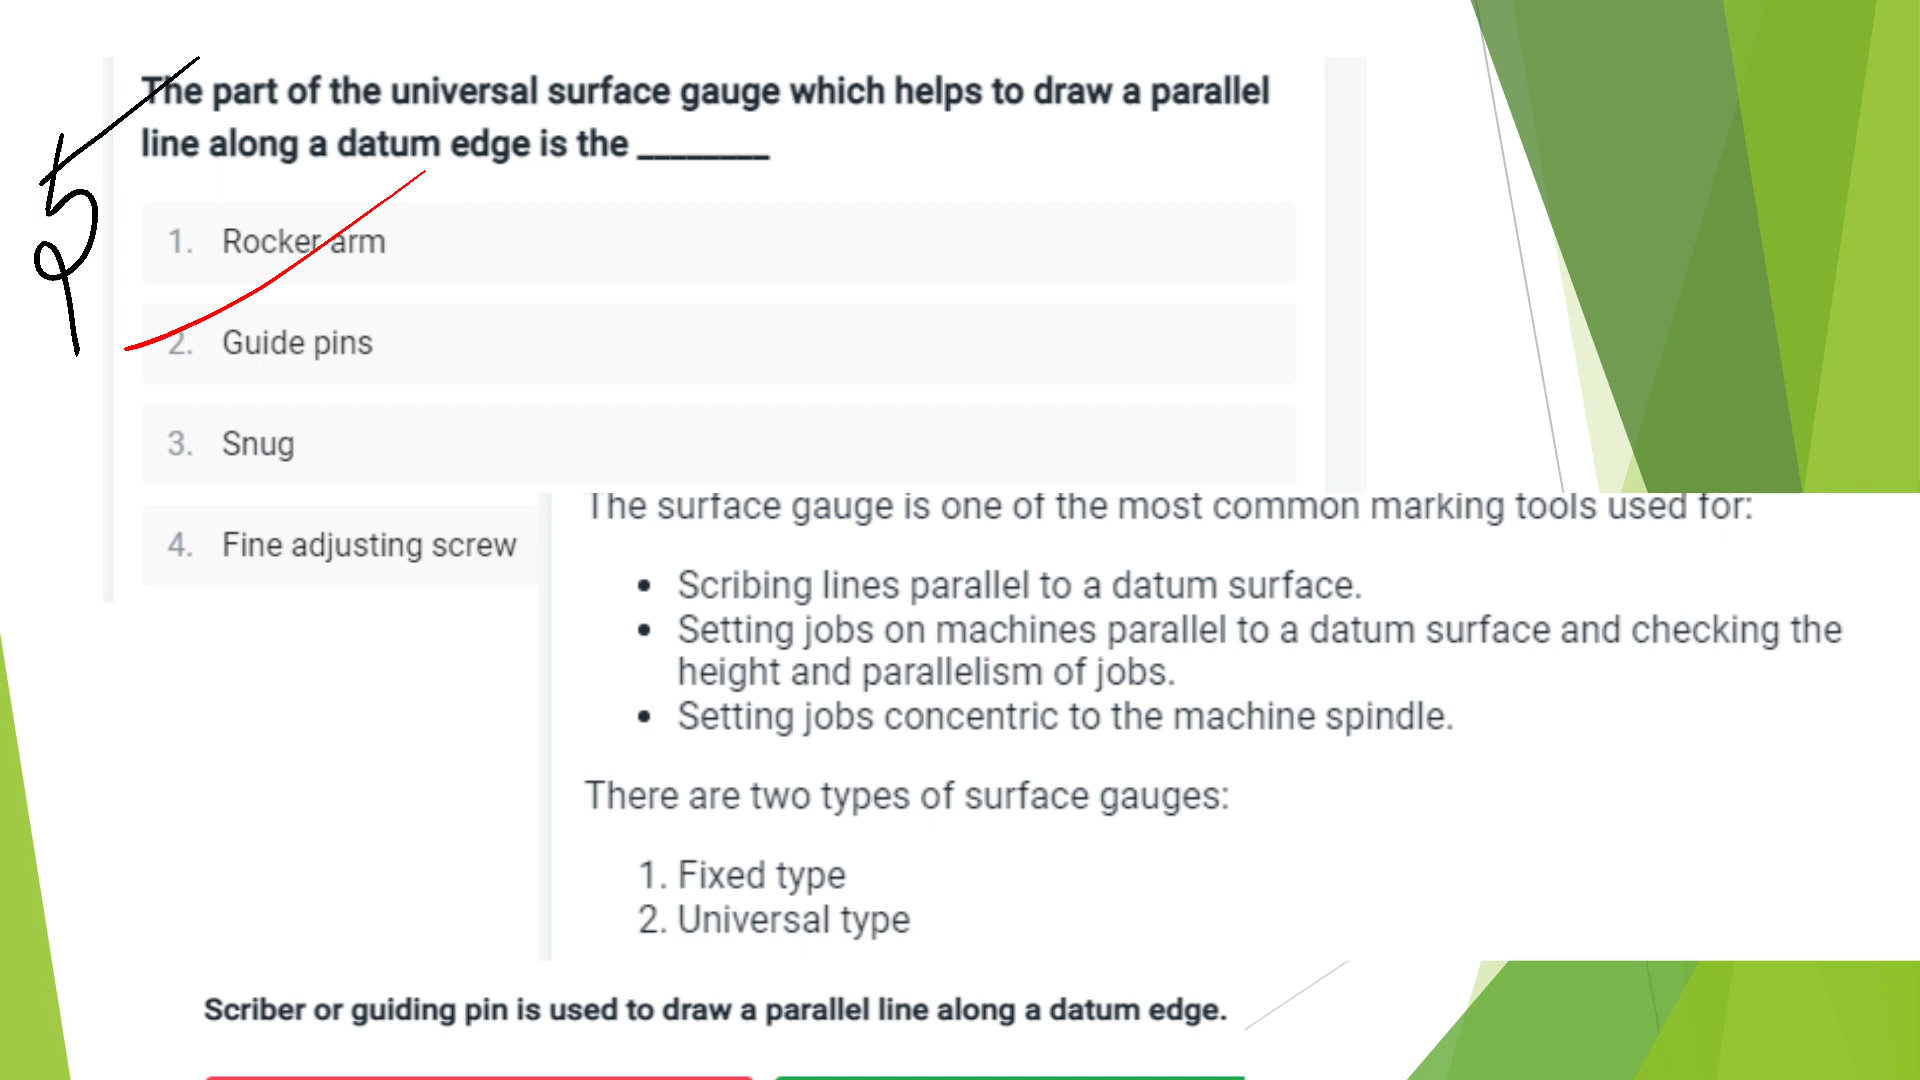 The part of the universal surface gauge which helps to draw a parallel
line along a datum edge is the ________
1. Rocker arm
2. Guide pins
3. Snug
4. Fine adjusting screw
The surface gauge is one of the most common marking tools used for:
• Scribing lines parallel to a datum surface.
• Setting jobs on machines parallel to a datum surface and checking the
height and parallelism of jobs.
• Setting jobs concentric to the machine spindle.
There are two types of surface gauges:
1. Fixed type
2. Universal type
Scriber or guiding pin is used to draw a parallel line along a datum edge.